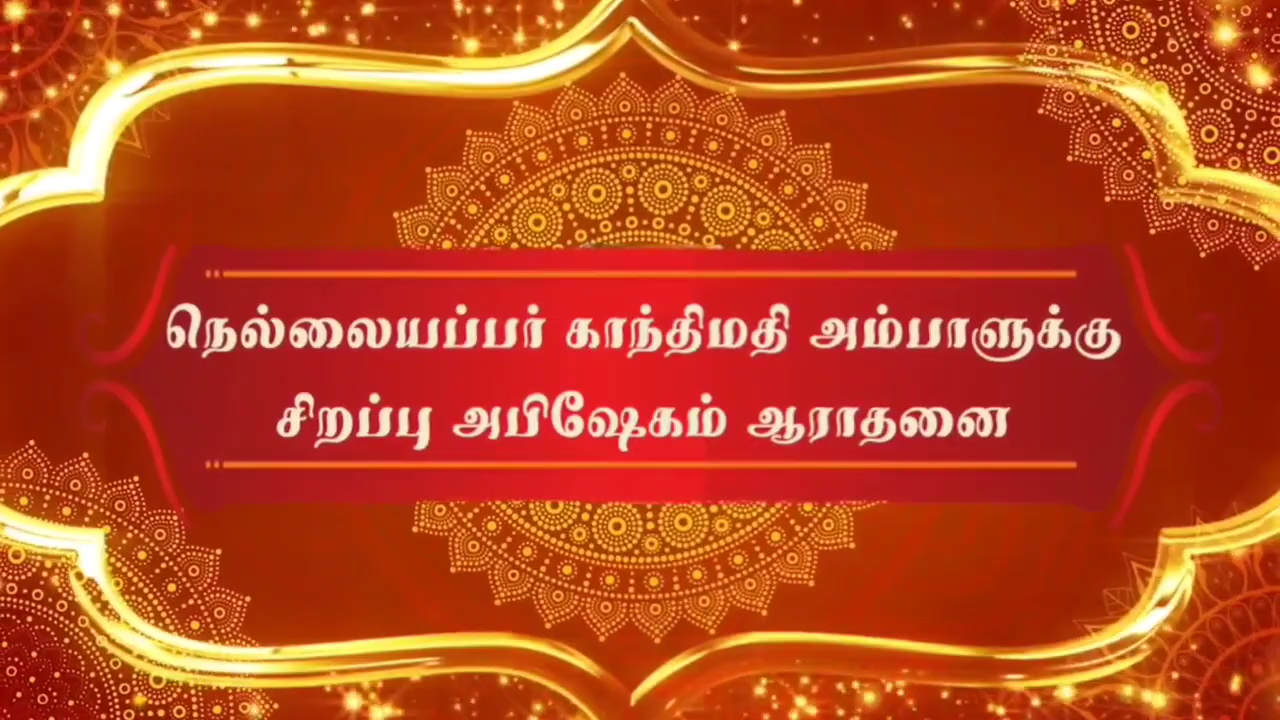 நெல்லையப்பர் காந்திமதி அம்பாளுக்கு
சிறப்பு அபிஷேகம் ஆராதனை